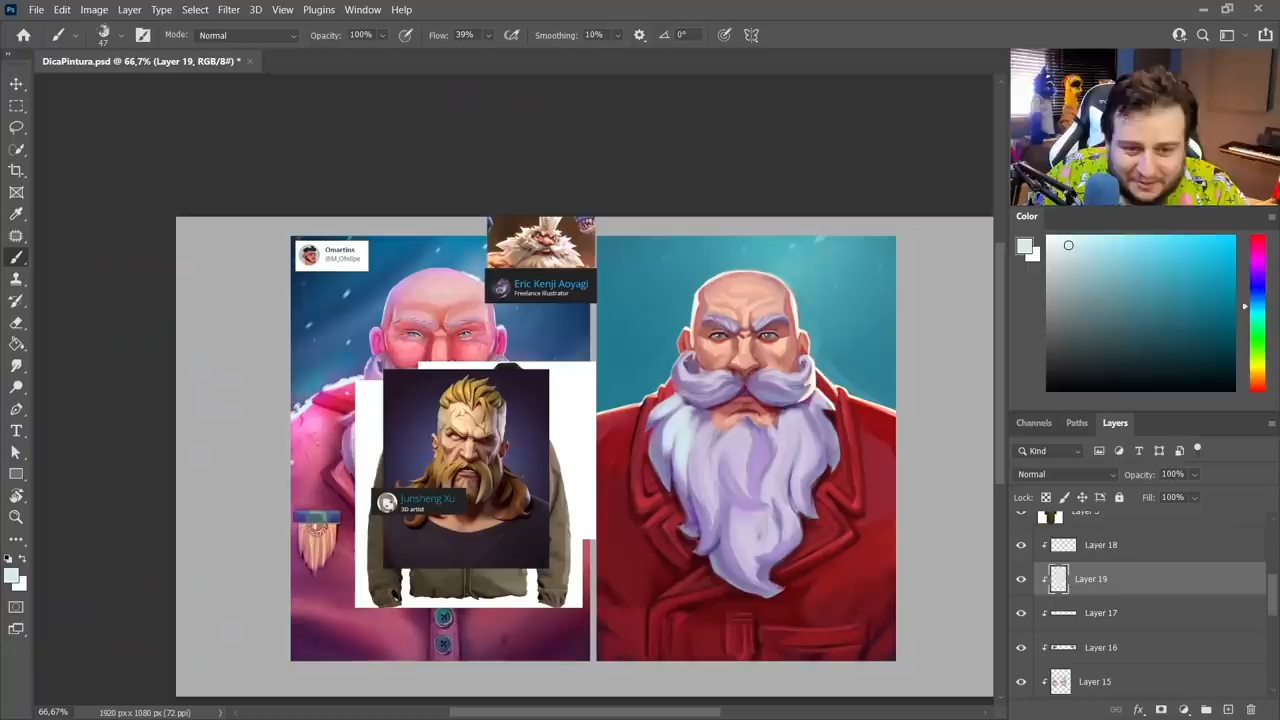 Ps File Edit Image Layer Type Select Filter 3D View Plugins Window Help
47 Mode: Normal Opacity: 100% Flow: 39% Smoothing: 10% 0°
DicaPintura.psd @ 66,7% (Layer 19, RGB/8#) * ×
Omartins
@M_Ofelipe
Eric Kenji Aoyagi
Freelance Illustrator
Junsheng Xu
3D artist
Color
Channels Paths Layers
Kind
Normal Opacity: 100%
Lock: Fill: 100%
Layer 18
Layer 19
Layer 17
Layer 16
Layer 15
66,67% 1920 px x 1080 px (72 ppi)